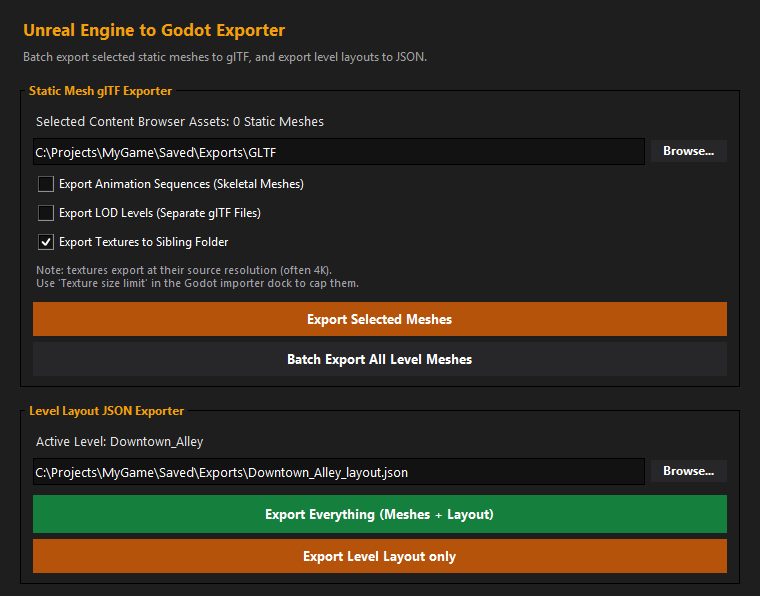 Unreal Engine to Godot Exporter
Batch export selected static meshes to glTF, and export level layouts to JSON.
Static Mesh glTF Exporter
Selected Content Browser Assets: 0 Static Meshes
C:\Projects\MyGame\Saved\Exports\GLTF
Browse...
Export Animation Sequences (Skeletal Meshes)
Export LOD Levels (Separate glTF Files)
Export Textures to Sibling Folder
Note: textures export at their source resolution (often 4K).
Use 'Texture size limit' in the Godot importer dock to cap them.
Export Selected Meshes
Batch Export All Level Meshes
Level Layout JSON Exporter
Active Level: Downtown_Alley
C:\Projects\MyGame\Saved\Exports\Downtown_Alley_layout.json
Browse...
Export Everything (Meshes + Layout)
Export Level Layout only